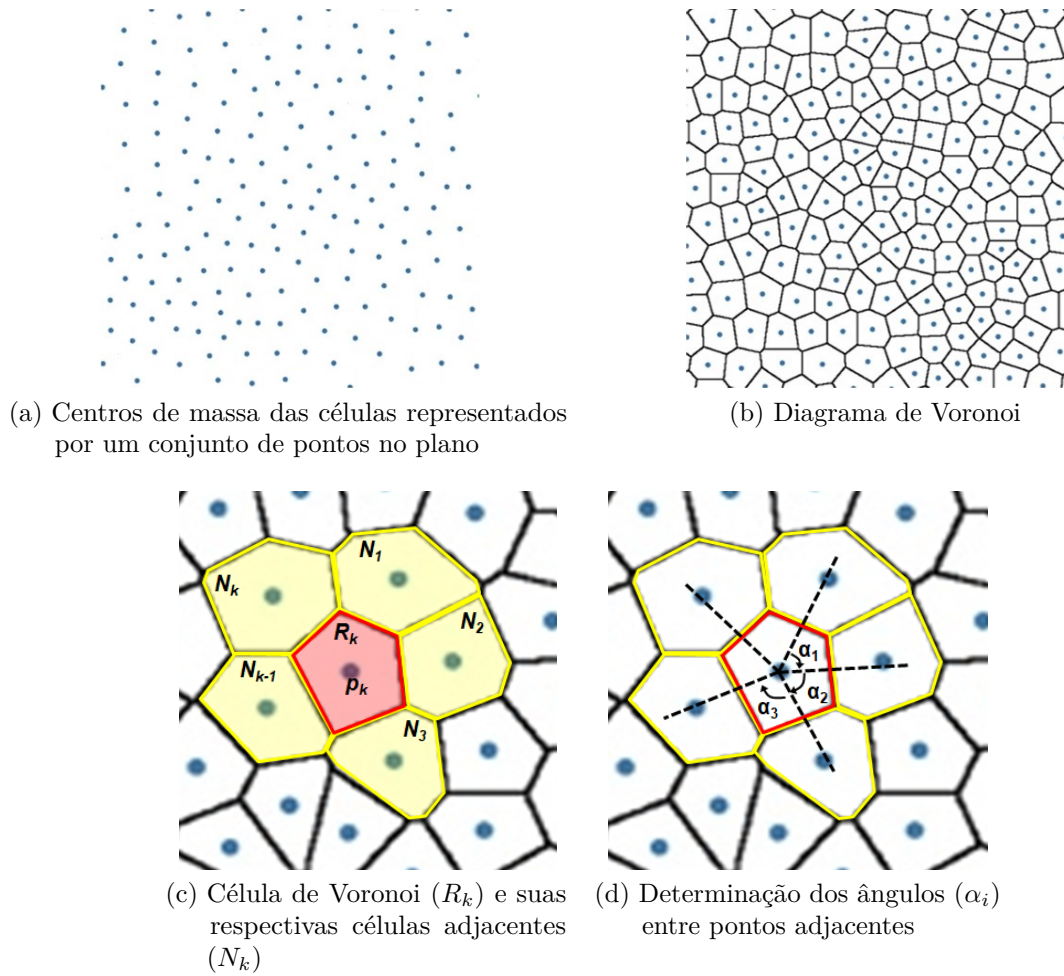 (a) Centros de massa das células representados
por um conjunto de pontos no plano
(b) Diagrama de Voronoi
N₁
Nₖ
N₂
Rₖ
Nₖ₋₁
pₖ
N₃
α₁
α₂
α₃
(c) Célula de Voronoi (Rₖ) e suas
respectivas células adjacentes
(Nₖ)
(d) Determinação dos ângulos (αᵢ)
entre pontos adjacentes